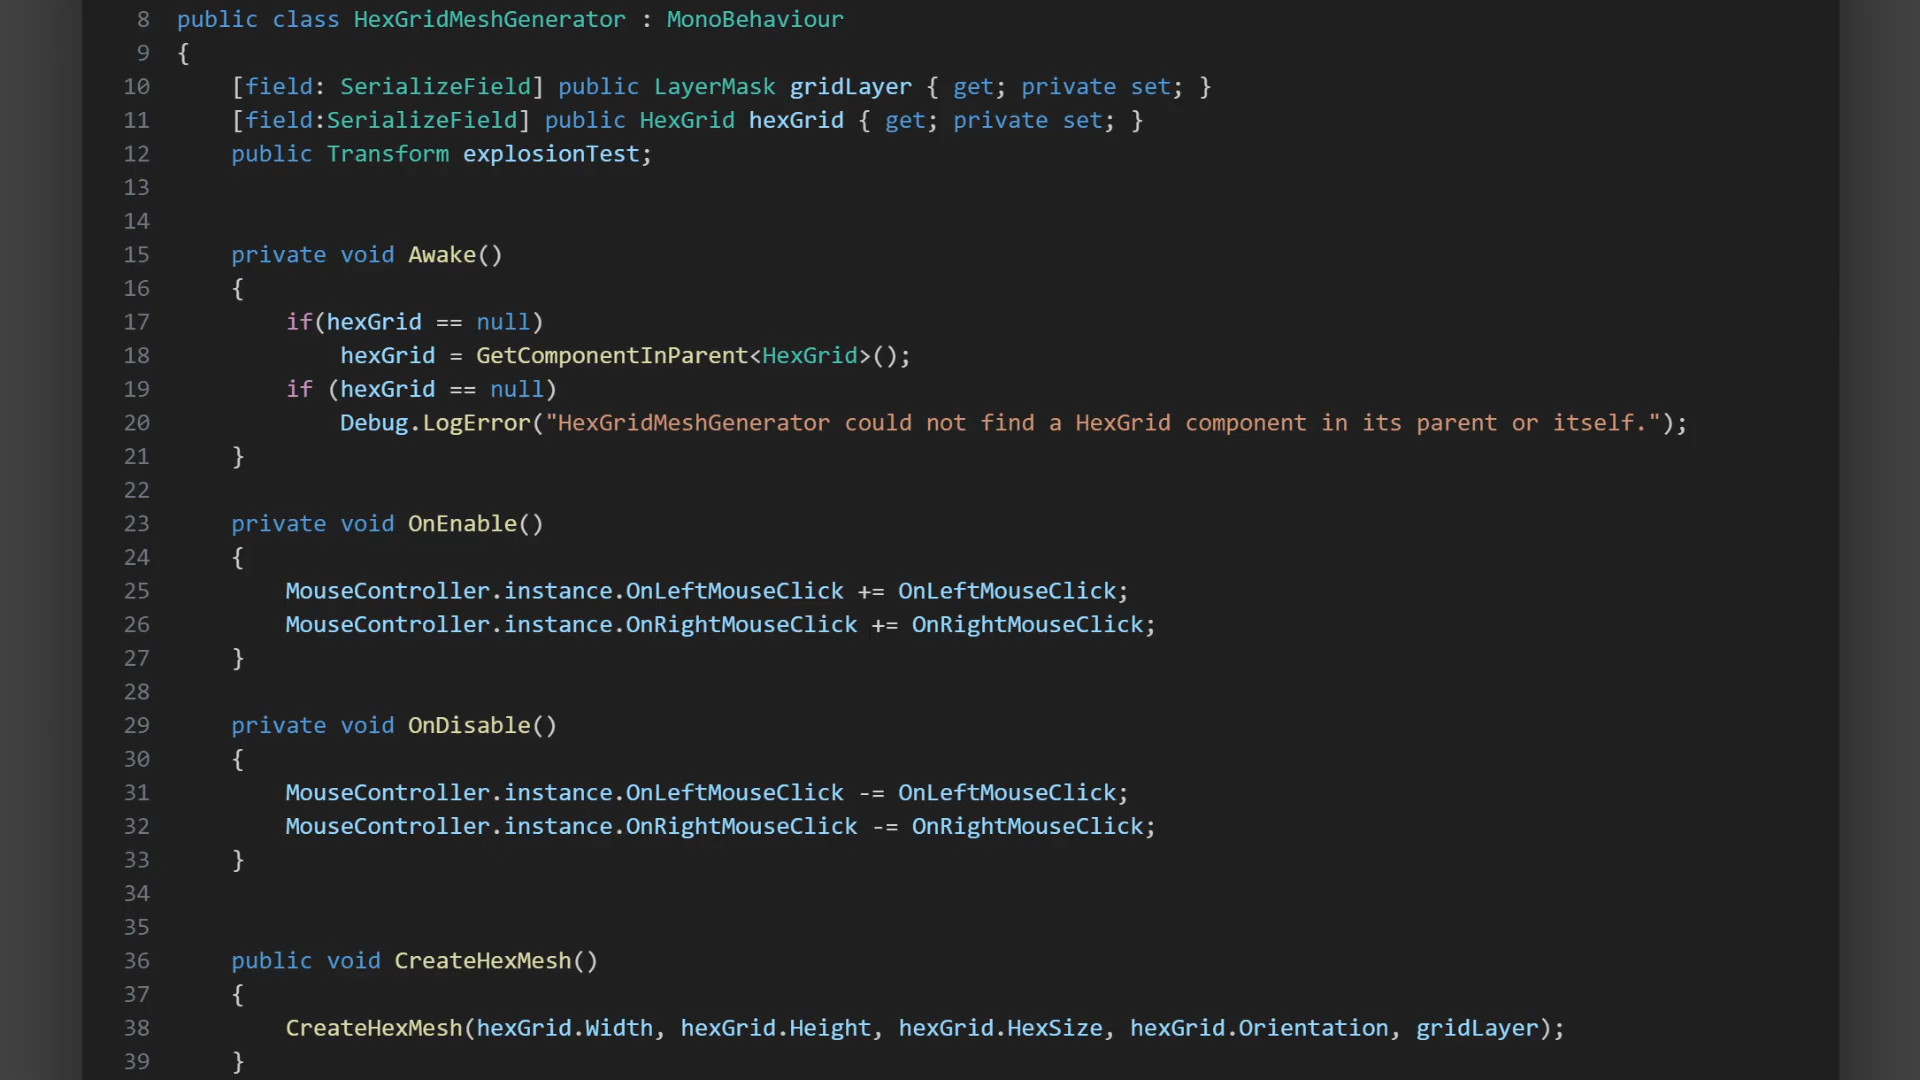 8 public class HexGridMeshGenerator : MonoBehaviour
9 {
10 [field: SerializeField] public LayerMask gridLayer { get; private set; }
11 [field:SerializeField] public HexGrid hexGrid { get; private set; }
12 public Transform explosionTest;
13
14
15 private void Awake()
16 {
17 if(hexGrid == null)
18 hexGrid = GetComponentInParent<HexGrid>();
19 if (hexGrid == null)
20 Debug.LogError("HexGridMeshGenerator could not find a HexGrid component in its parent or itself.");
21 }
22
23 private void OnEnable()
24 {
25 MouseController.instance.OnLeftMouseClick += OnLeftMouseClick;
26 MouseController.instance.OnRightMouseClick += OnRightMouseClick;
27 }
28
29 private void OnDisable()
30 {
31 MouseController.instance.OnLeftMouseClick -= OnLeftMouseClick;
32 MouseController.instance.OnRightMouseClick -= OnRightMouseClick;
33 }
34
35
36 public void CreateHexMesh()
37 {
38 CreateHexMesh(hexGrid.Width, hexGrid.Height, hexGrid.HexSize, hexGrid.Orientation, gridLayer);
39 }